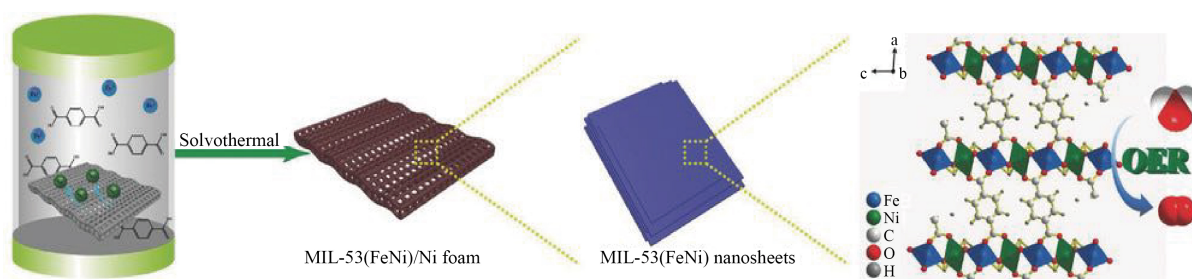 Solvothermal
MIL-53(FeNi)/Ni foam
MIL-53(FeNi) nanosheets
a
c
b
OER
Fe
Ni
C
O
H